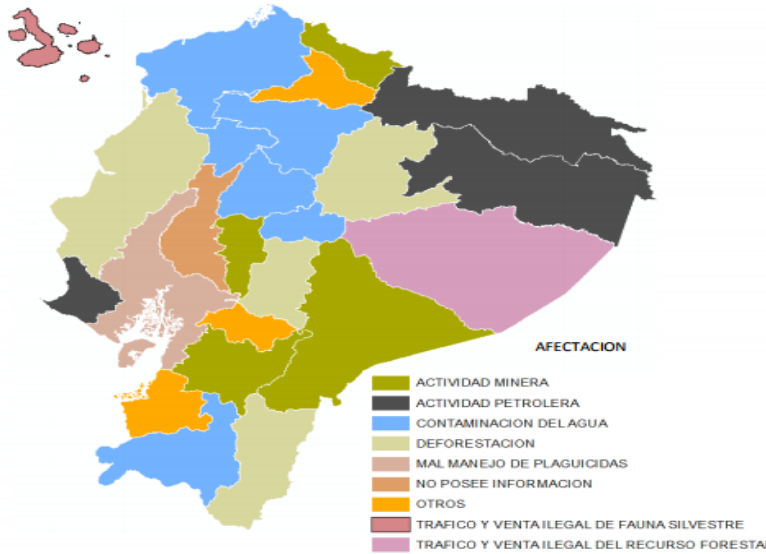 AFECTACION
ACTIVIDAD MINERA
ACTIVIDAD PETROLERA
CONTAMINACION DEL AGUA
DEFORESTACION
MAL MANEJO DE PLAGUICIDAS
NO POSEE INFORMACION
OTROS
TRAFICO Y VENTA ILEGAL DE FAUNA SILVESTRE
TRAFICO Y VENTA ILEGAL DEL RECURSO FORESTA